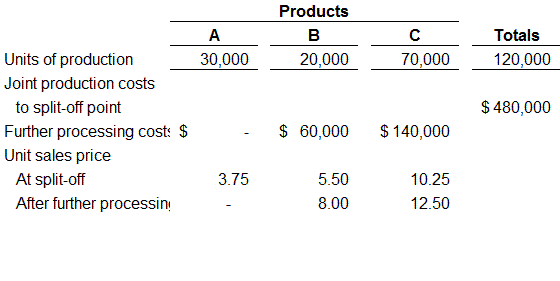 Products
A B C Totals
Units of production 30,000 20,000 70,000 120,000
Joint production costs
to split-off point $ 480,000
Further processing costs $ - $ 60,000 $ 140,000
Unit sales price
At split-off 3.75 5.50 10.25
After further processing - 8.00 12.50